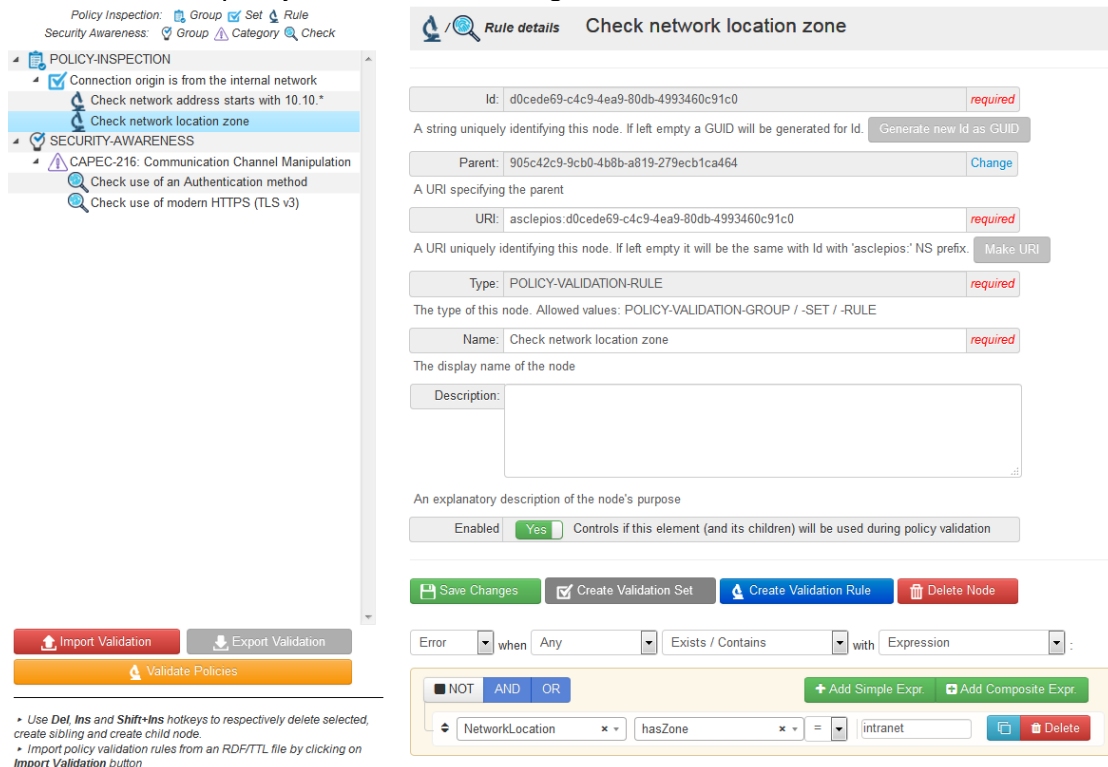 Policy Inspection: Group Set Rule
Security Awareness: Group Category Check
POLICY-INSPECTION
Connection origin is from the internal network
Check network address starts with 10.10.*
Check network location zone
SECURITY-AWARENESS
CAPEC-216: Communication Channel Manipulation
Check use of an Authentication method
Check use of modern HTTPS (TLS v3)
Import Validation Export Validation
Validate Policies
▸ Use Del, Ins and Shift+Ins hotkeys to respectively delete selected,
create sibling and create child node.
▸ Import policy validation rules from an RDF/TTL file by clicking on
Import Validation button
/ Rule details Check network location zone
Id: d0cede69-c4c9-4ea9-80db-4993460c91c0 required
A string uniquely identifying this node. If left empty a GUID will be generated for Id. Generate new Id as GUID
Parent: 905c42c9-9cb0-4b8b-a819-279ecb1ca464 Change
A URI specifying the parent
URI: asclepios:d0cede69-c4c9-4ea9-80db-4993460c91c0 required
A URI uniquely identifying this node. If left empty it will be the same with Id with 'asclepios:' NS prefix. Make URI
Type: POLICY-VALIDATION-RULE required
The type of this node. Allowed values: POLICY-VALIDATION-GROUP / -SET / -RULE
Name: Check network location zone required
The display name of the node
Description:
An explanatory description of the node's purpose
Enabled Yes Controls if this element (and its children) will be used during policy validation
Save Changes Create Validation Set Create Validation Rule Delete Node
Error when Any Exists / Contains with Expression :
NOT AND OR + Add Simple Expr. Add Composite Expr.
NetworkLocation × hasZone × = intranet Delete